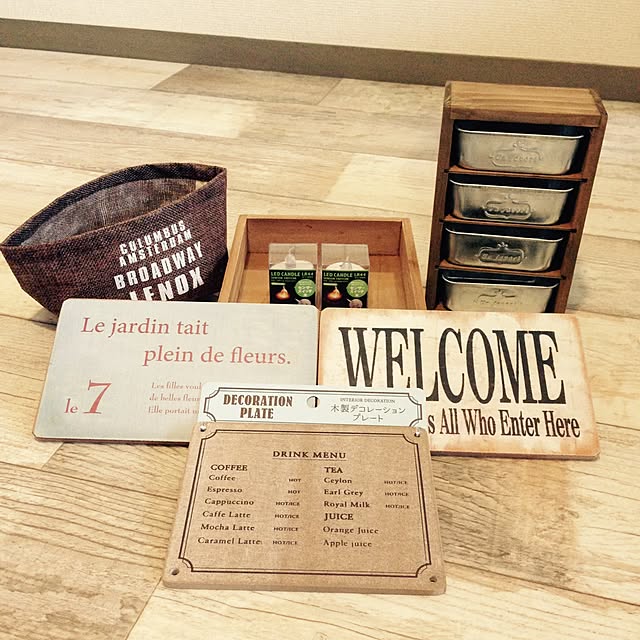 COLUMBUS
AMSTERDAM
BROADWAY
LENOX
LED CANDLE LR44
LED CANDLE LR44
Le jardin tait
plein de fleurs.
le 7
Les filles
de belles
Elle portait
WELCOME
s All Who Enter Here
DECORATION
PLATE
INTERIOR DECORATION
木製デコレーション
プレート
DRINK MENU
COFFEE
Coffee HOT
Espresso HOT
Cappuccino HOT/ICE
Caffe Latte HOT/ICE
Mocha Latte HOT/ICE
Caramel Latte HOT/ICE
TEA
Ceylon HOT/ICE
Earl Grey HOT/ICE
Royal Milk HOT/ICE
JUICE
Orange Juice
Apple juice